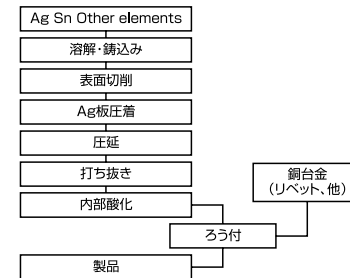 Ag Sn Other elements
溶解・鋳込み
表面切削
Ag板圧着
圧延
打ち抜き
内部酸化
銅台金
（リベット、他）
ろう付
製品